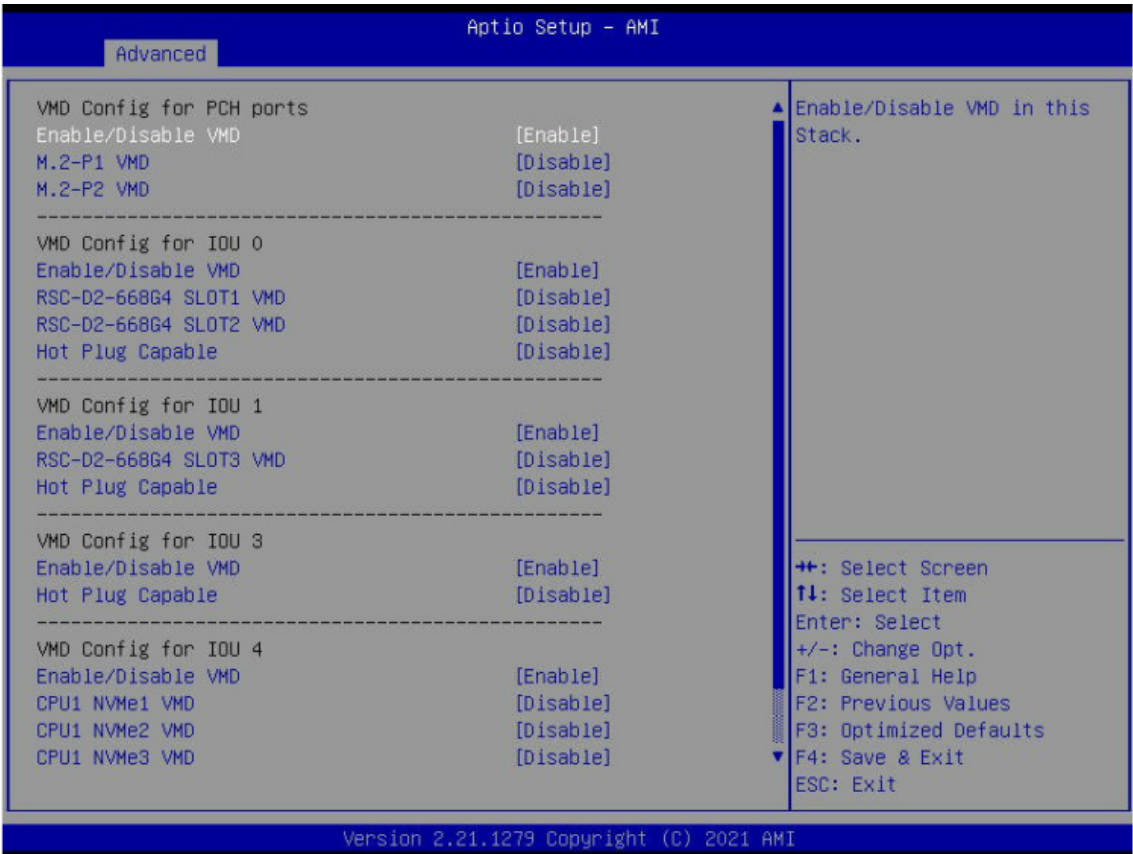 Aptio Setup – AMI
Advanced
VMD Config for PCH ports
Enable/Disable VMD [Enable]
M.2-P1 VMD [Disable]
M.2-P2 VMD [Disable]
------------------------------------------------------
VMD Config for IOU 0
Enable/Disable VMD [Enable]
RSC-D2-668G4 SLOT1 VMD [Disable]
RSC-D2-668G4 SLOT2 VMD [Disable]
Hot Plug Capable [Disable]
------------------------------------------------------
VMD Config for IOU 1
Enable/Disable VMD [Enable]
RSC-D2-668G4 SLOT3 VMD [Disable]
Hot Plug Capable [Disable]
------------------------------------------------------
VMD Config for IOU 3
Enable/Disable VMD [Enable]
Hot Plug Capable [Disable]
------------------------------------------------------
VMD Config for IOU 4
Enable/Disable VMD [Enable]
CPU1 NVMe1 VMD [Disable]
CPU1 NVMe2 VMD [Disable]
CPU1 NVMe3 VMD [Disable]
Enable/Disable VMD in this
Stack.
→←: Select Screen
↑↓: Select Item
Enter: Select
+/-: Change Opt.
F1: General Help
F2: Previous Values
F3: Optimized Defaults
F4: Save & Exit
ESC: Exit
Version 2.21.1279 Copyright (C) 2021 AMI